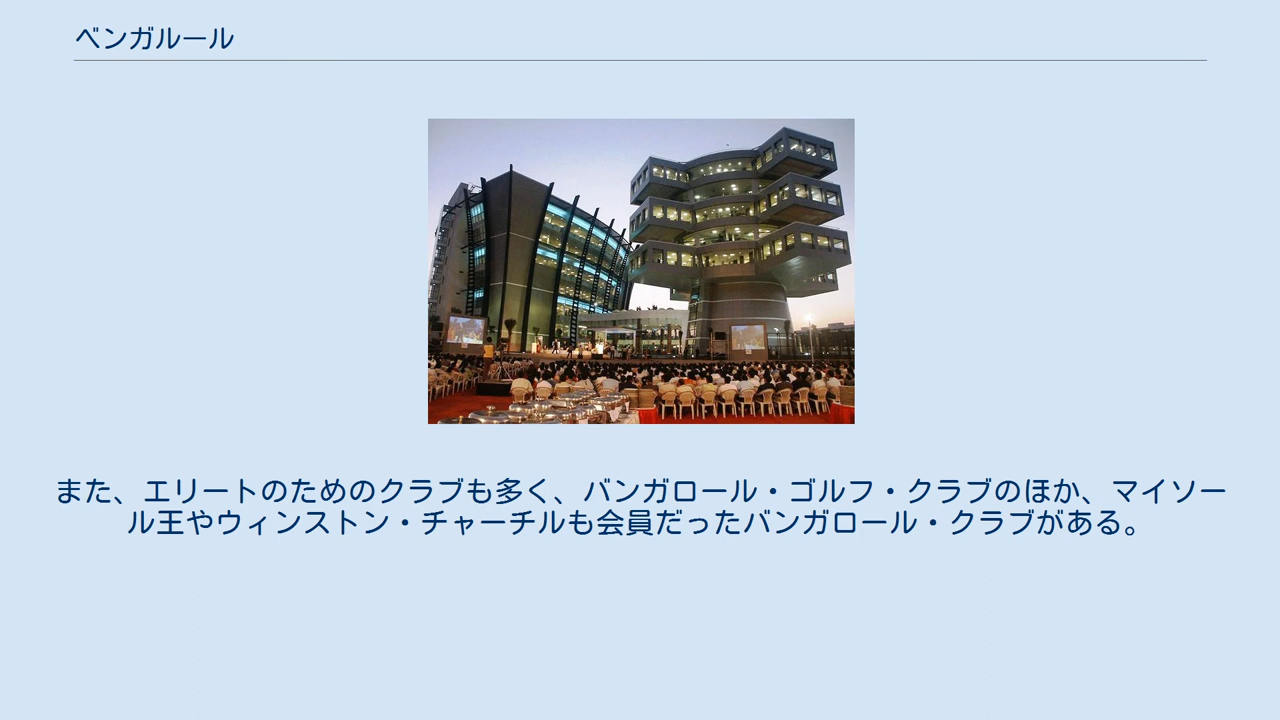 ベンガルール
また、エリートのためのクラブも多く、バンガロール・ゴルフ・クラブのほか、マイソー
ル王やウィンストン・チャーチルも会員だったバンガロール・クラブがある。